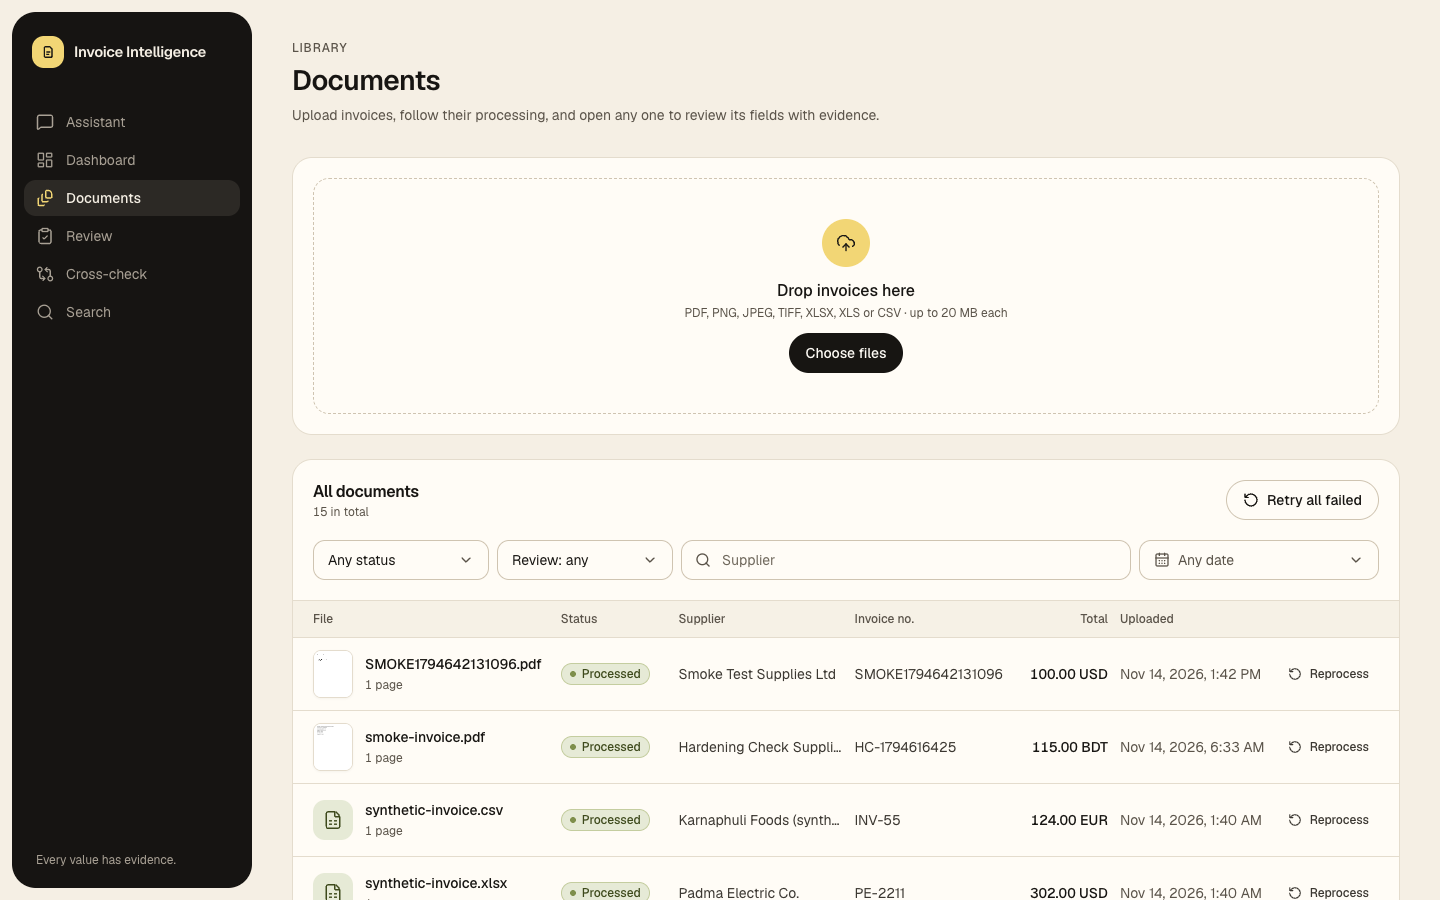 Invoice Intelligence
Assistant
Dashboard
Documents
Review
Cross-check
Search
Every value has evidence.
LIBRARY
Documents
Upload invoices, follow their processing, and open any one to review its fields with evidence.
Drop invoices here
PDF, PNG, JPEG, TIFF, XLSX, XLS or CSV · up to 20 MB each
Choose files
All documents
15 in total
Retry all failed
Any status
Review: any
Supplier
Any date
File Status Supplier Invoice no. Total Uploaded
SMOKE1794642131096.pdf
1 page
Processed Smoke Test Supplies Ltd SMOKE1794642131096 100.00 USD Nov 14, 2026, 1:42 PM Reprocess
smoke-invoice.pdf
1 page
Processed Hardening Check Suppli... HC-1794616425 115.00 BDT Nov 14, 2026, 6:33 AM Reprocess
synthetic-invoice.csv
1 page
Processed Karnaphuli Foods (synth... INV-55 124.00 EUR Nov 14, 2026, 1:40 AM Reprocess
synthetic-invoice.xlsx
Processed Padma Electric Co. PE-2211 302.00 USD Nov 14, 2026, 1:40 AM Reprocess